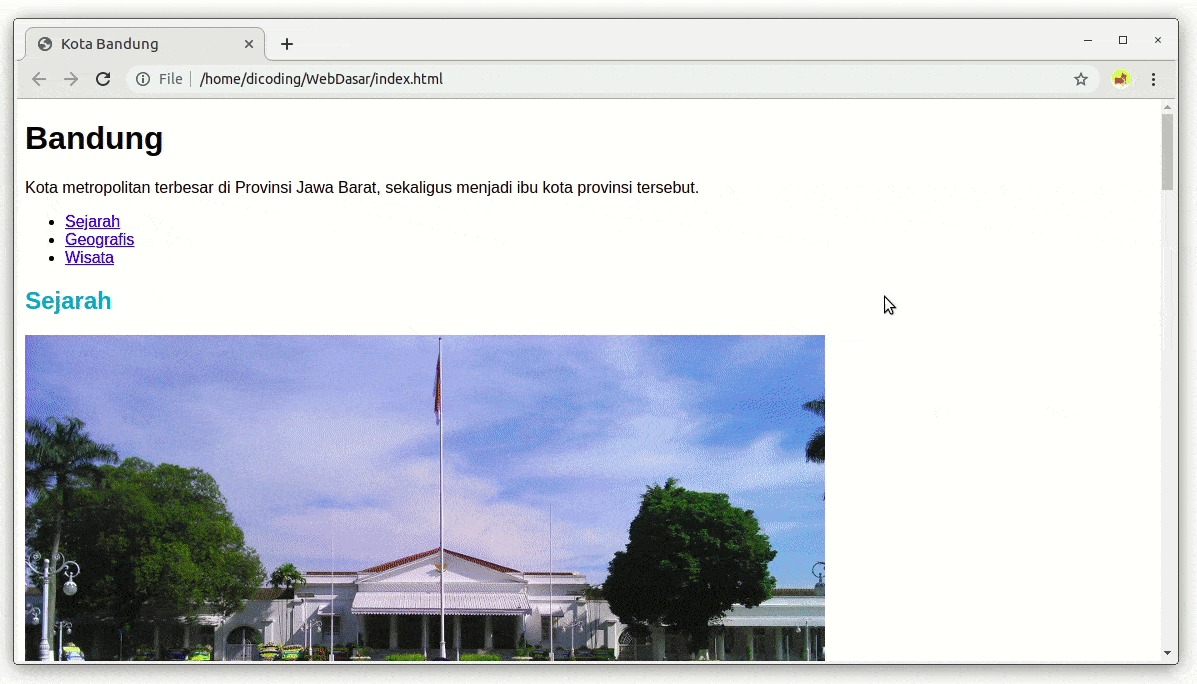 Kota Bandung
File | /home/dicoding/WebDasar/index.html
Bandung
Kota metropolitan terbesar di Provinsi Jawa Barat, sekaligus menjadi ibu kota provinsi tersebut.
Sejarah
Geografis
Wisata
Sejarah